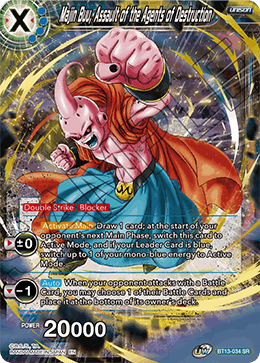 X
UNISON
Majin Buu, Assault of the Agents of Destruction
Double Strike Blocker
±0
Activate Main Draw 1 card; at the start of your
opponent's next Main Phase, switch this card to
Active Mode, and if your Leader Card is blue,
switch up to 1 of your mono-blue energy to Active
Mode.
-1
Auto When your opponent attacks with a Battle
Card, you may choose 1 of their Battle Cards and
place it at the bottom of its owner's deck.
POWER 20000
BT13-034 SR